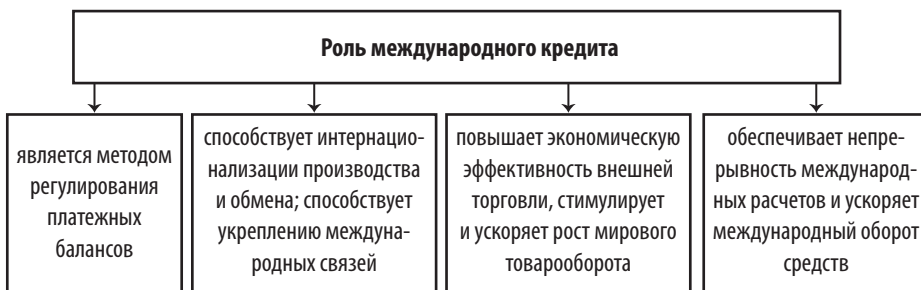 Роль международного кредита
является методом
регулирования
платежных
балансов
способствует интернацио-
нализации производства
и обмена; способствует
укреплению междуна-
родных связей
повышает экономическую
эффективность внешней
торговли, стимулирует
и ускоряет рост мирового
товарооборота
обеспечивает непре-
рывность международ-
ных расчетов и ускоряет
международный оборот
средств